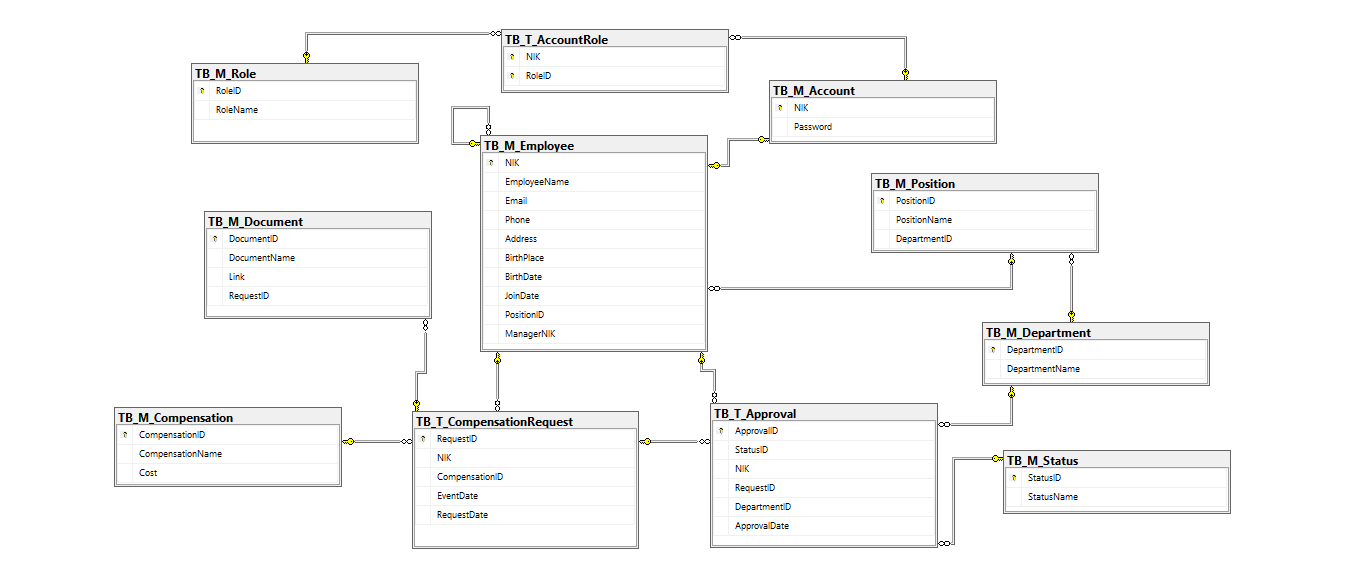 TB_T_AccountRole
NIK
RoleID
TB_M_Role
RoleID
RoleName
TB_M_Account
NIK
Password
TB_M_Employee
NIK
EmployeeName
Email
Phone
Address
BirthPlace
BirthDate
JoinDate
PositionID
ManagerNIK
TB_M_Position
PositionID
PositionName
DepartmentID
TB_M_Document
DocumentID
DocumentName
Link
RequestID
TB_M_Department
DepartmentID
DepartmentName
TB_M_Compensation
CompensationID
CompensationName
Cost
TB_T_CompensationRequest
RequestID
NIK
CompensationID
EventDate
RequestDate
TB_T_Approval
ApprovalID
StatusID
NIK
RequestID
DepartmentID
ApprovalDate
TB_M_Status
StatusID
StatusName